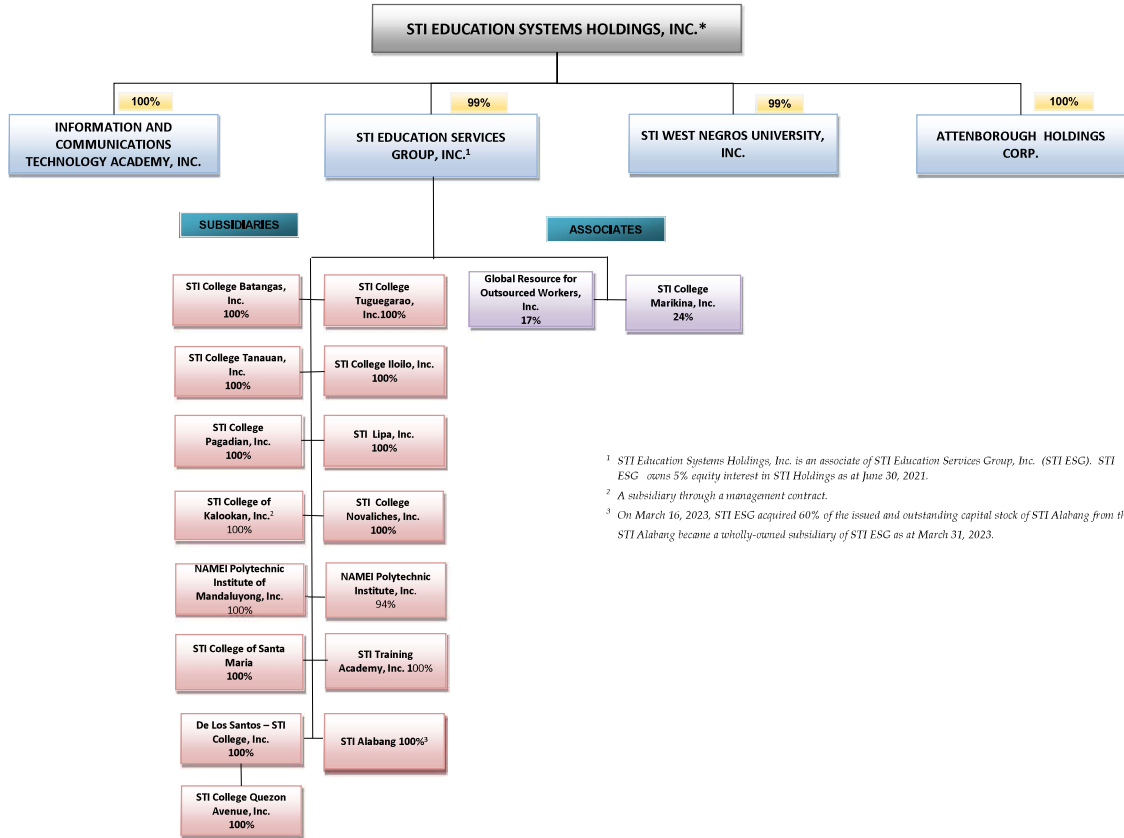 STI EDUCATION SYSTEMS HOLDINGS, INC.*
100%
99%
99%
100%
INFORMATION AND
COMMUNICATIONS
TECHNOLOGY ACADEMY, INC.
STI EDUCATION SERVICES
GROUP, INC.¹
STI WEST NEGROS UNIVERSITY,
INC.
ATTENBOROUGH HOLDINGS
CORP.
SUBSIDIARIES
ASSOCIATES
STI College Batangas,
Inc.
100%
STI College
Tuguegarao,
Inc.100%
Global Resource for
Outsourced Workers,
Inc.
17%
STI College
Marikina, Inc.
24%
STI College Tanauan,
Inc.
100%
STI College Iloilo, Inc.
100%
STI College
Pagadian, Inc.
100%
STI Lipa, Inc.
100%
STI College of
Kalookan, Inc.²
100%
STI College
Novaliches, Inc.
100%
NAMEI Polytechnic
Institute of
Mandaluyong, Inc.
100%
NAMEI Polytechnic
Institute, Inc.
94%
STI College of Santa
Maria
100%
STI Training
Academy, Inc. 100%
De Los Santos – STI
College, Inc.
100%
STI Alabang 100%³
STI College Quezon
Avenue, Inc.
100%
¹ STI Education Systems Holdings, Inc. is an associate of STI Education Services Group, Inc. (STI ESG). STI
ESG owns 5% equity interest in STI Holdings as at June 30, 2021.
² A subsidiary through a management contract.
³ On March 16, 2023, STI ESG acquired 60% of the issued and outstanding capital stock of STI Alabang from
STI Alabang became a wholly-owned subsidiary of STI ESG as at March 31, 2023.